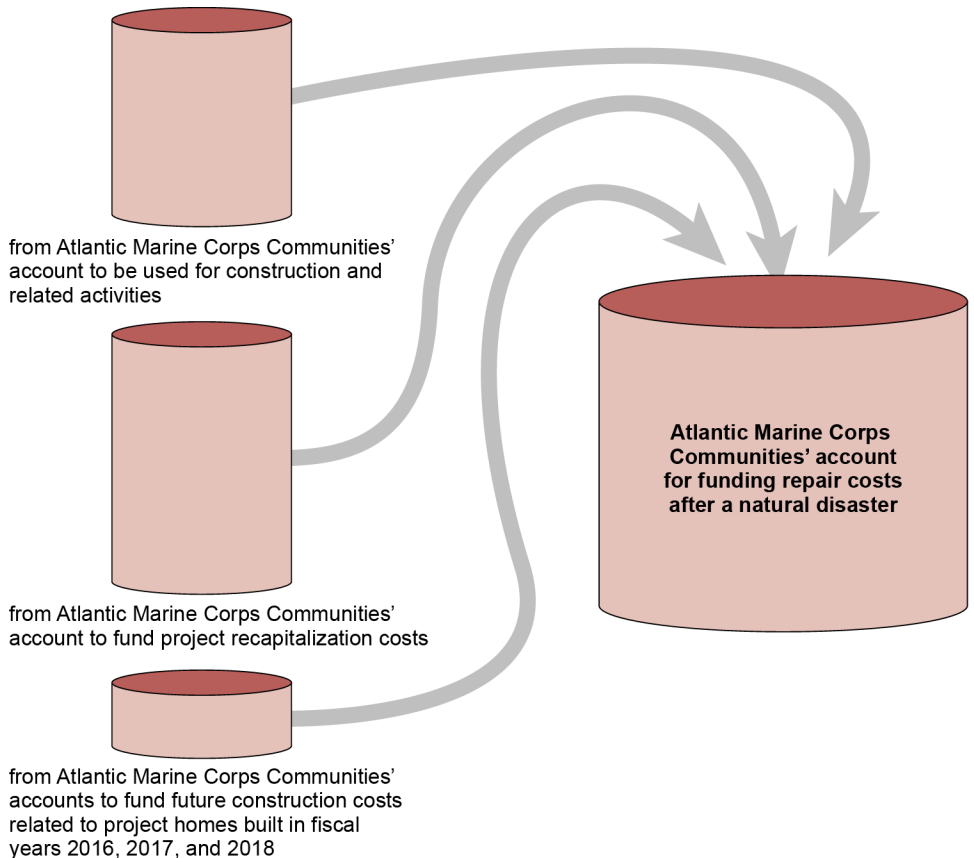 from Atlantic Marine Corps Communities’
account to be used for construction and
related activities
from Atlantic Marine Corps Communities’
account to fund project recapitalization costs
from Atlantic Marine Corps Communities’
accounts to fund future construction costs
related to project homes built in fiscal
years 2016, 2017, and 2018
Atlantic Marine Corps
Communities’ account
for funding repair costs
after a natural disaster